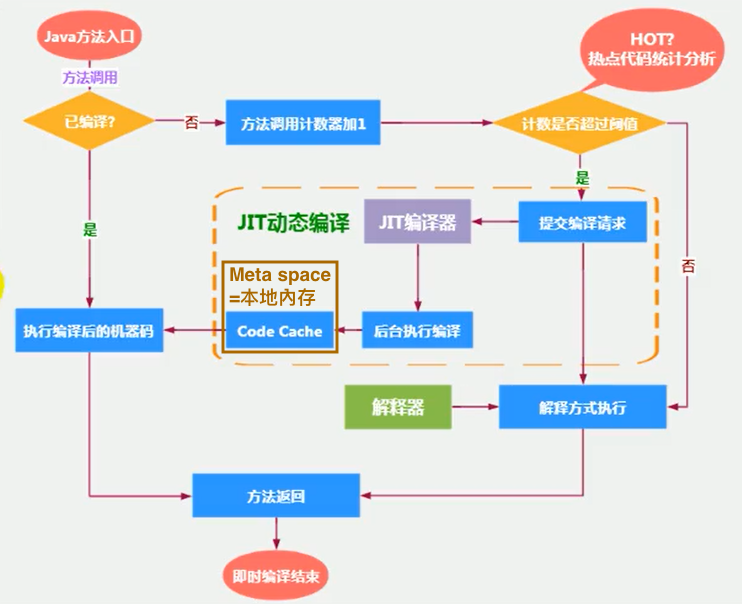 Java方法入口
HOT?
热点代码统计分析
方法调用
已编译?
否
方法调用计数器加1
计数是否超过阈值
是
JIT动态编译
JIT编译器
提交编译请求
是
否
Meta space
=本地內存
执行编译后的机器码
Code Cache
后台执行编译
解释器
解释方式执行
方法返回
即时编译结束